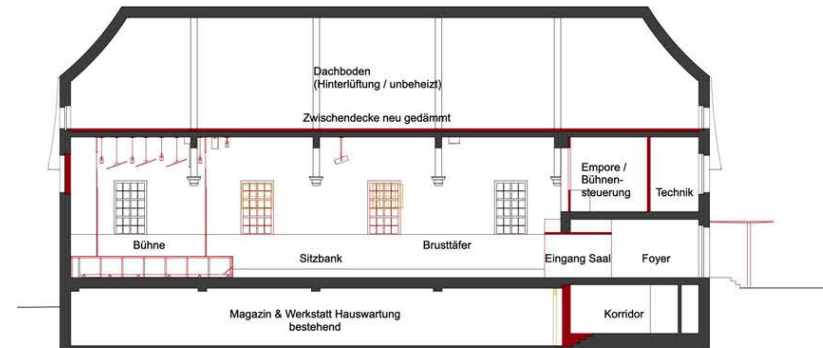 Dachboden
(Hinterlüftung / unbeheizt)
Zwischendecke neu gedämmt
Empore /
Bühnen-
steuerung
Technik
Bühne
Sitzbank
Brusttäfer
Eingang Saal
Foyer
Magazin & Werkstatt Hauswartung
bestehend
Korridor